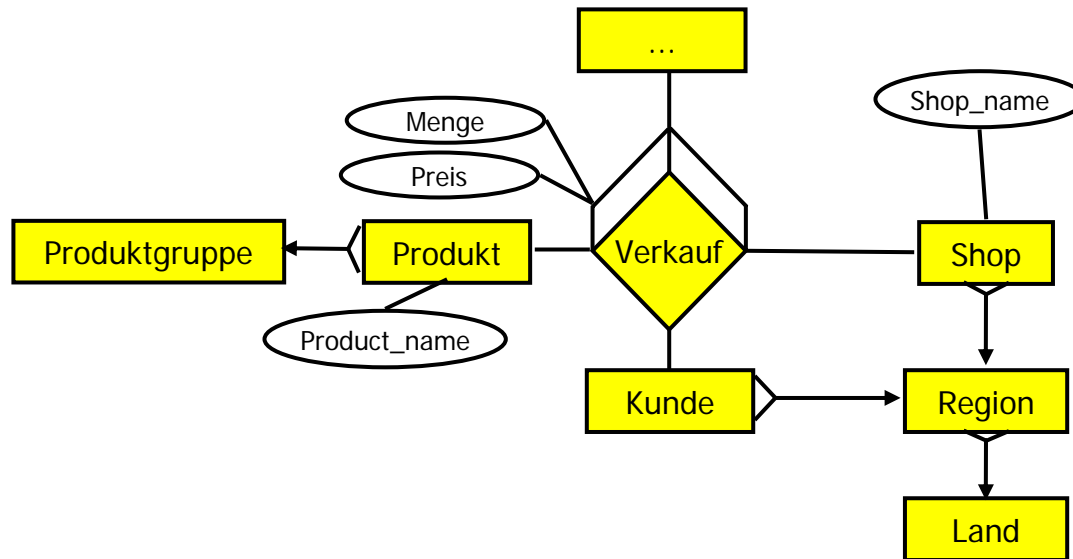 ...
Shop_name
Menge
Preis
Produktgruppe
Produkt
Verkauf
Shop
Product_name
Kunde
Region
Land